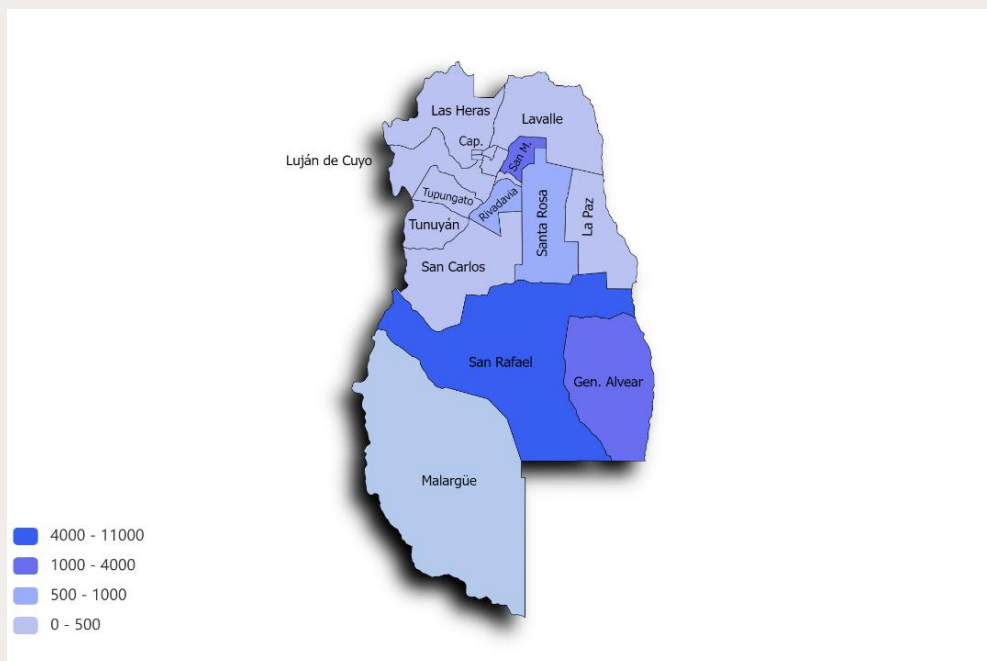 Las Heras
Lavalle
Cap.
San M.
Luján de Cuyo
Tupungato
Rivadavia
Santa Rosa
La Paz
Tunuyán
San Carlos
San Rafael
Gen. Alvear
Malargüe
4000 - 11000
1000 - 4000
500 - 1000
0 - 500